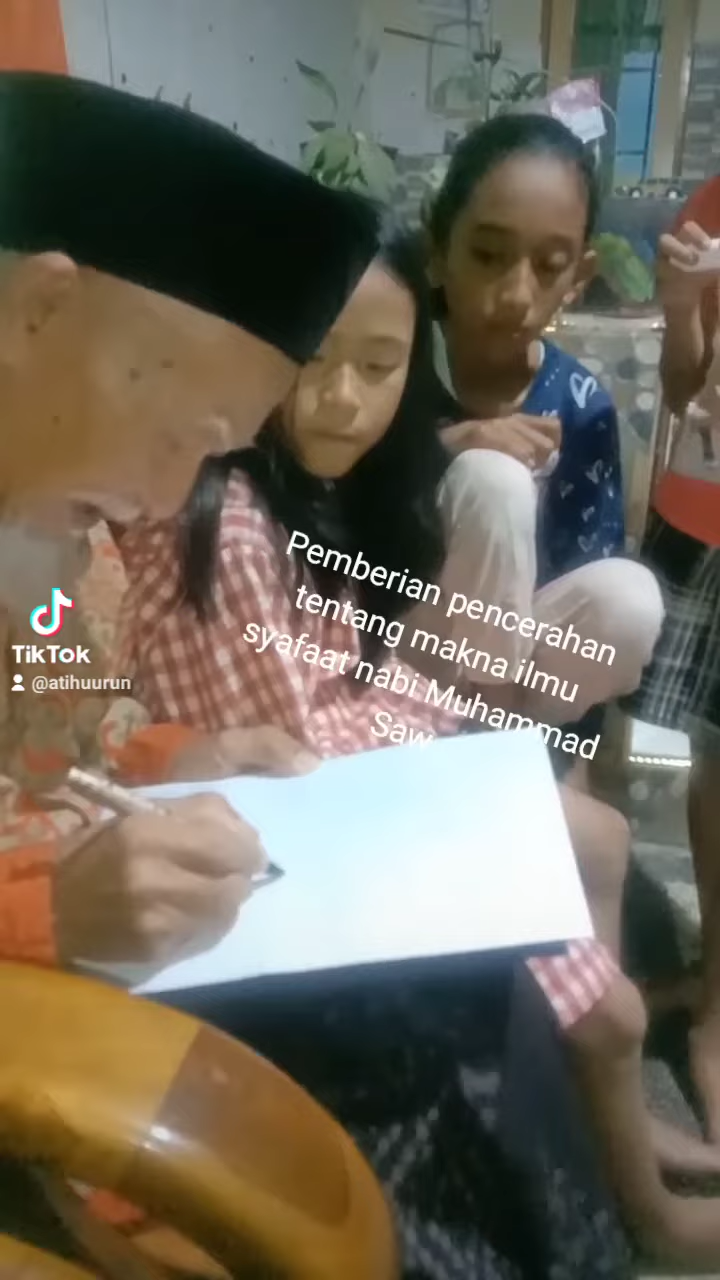 Pemberian pencerahan
tentang makna ilmu
syafaat nabi Muhammad
Saw
TikTok
@atihuurun